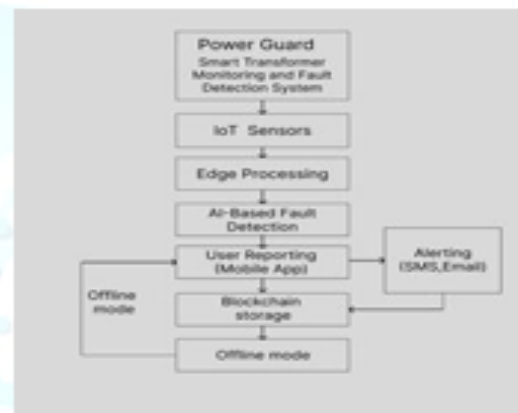 Power Guard
Smart Transformer
Monitoring and Fault
Detection System
IoT Sensors
Edge Processing
AI-Based Fault
Detection
User Reporting
(Mobile App)
Alerting
(SMS,Email)
Offline
mode
Blockchain
storage
Offline mode